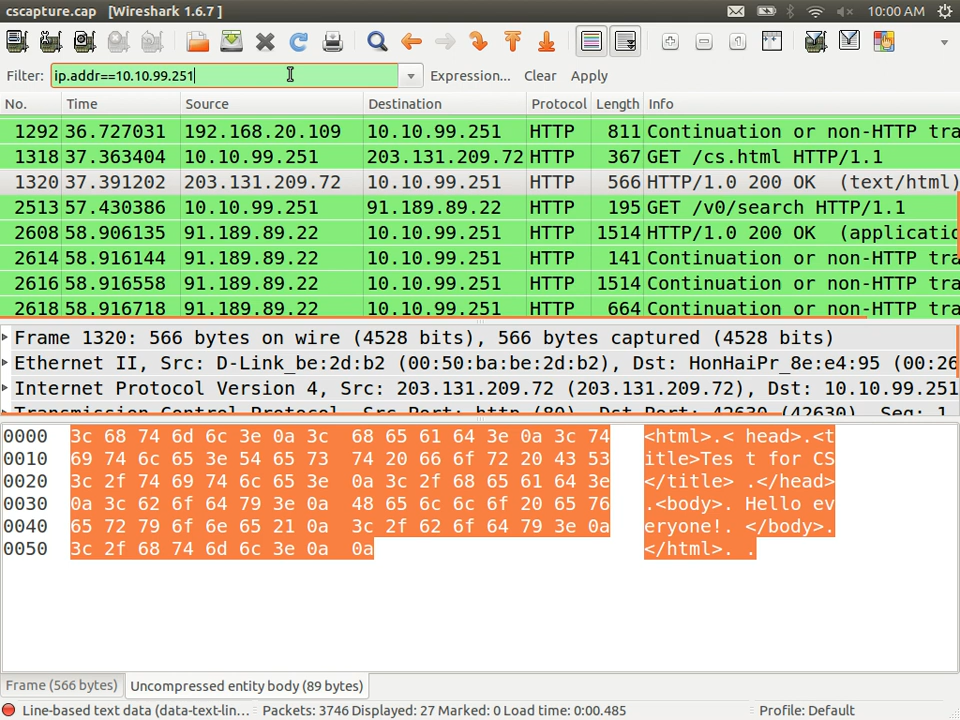 cscapture.cap [Wireshark 1.6.7 ] 10:00 AM
Filter: ip.addr==10.10.99.251 Expression... Clear Apply
No. Time Source Destination Protocol Length Info
1292 36.727031 192.168.20.109 10.10.99.251 HTTP 811 Continuation or non-HTTP tra
1318 37.363404 10.10.99.251 203.131.209.72 HTTP 367 GET /cs.html HTTP/1.1
1320 37.391202 203.131.209.72 10.10.99.251 HTTP 566 HTTP/1.0 200 OK (text/html)
2513 57.430386 10.10.99.251 91.189.89.22 HTTP 195 GET /v0/search HTTP/1.1
2608 58.906135 91.189.89.22 10.10.99.251 HTTP 1514 HTTP/1.0 200 OK (applicatio
2614 58.916144 91.189.89.22 10.10.99.251 HTTP 141 Continuation or non-HTTP tra
2616 58.916558 91.189.89.22 10.10.99.251 HTTP 1514 Continuation or non-HTTP tra
2618 58.916718 91.189.89.22 10.10.99.251 HTTP 664 Continuation or non-HTTP tra
Frame 1320: 566 bytes on wire (4528 bits), 566 bytes captured (4528 bits)
Ethernet II, Src: D-Link_be:2d:b2 (00:50:ba:be:2d:b2), Dst: HonHaiPr_8e:e4:95 (00:26
Internet Protocol Version 4, Src: 203.131.209.72 (203.131.209.72), Dst: 10.10.99.251
Transmission Control Protocol, Src Port: http (80), Dst Port: 42630 (42630), Seq: 1
0000 3c 68 74 6d 6c 3e 0a 3c 68 65 61 64 3e 0a 3c 74 <html>.< head>.<t
0010 69 74 6c 65 3e 54 65 73 74 20 66 6f 72 20 43 53 itle>Tes t for CS
0020 3c 2f 74 69 74 6c 65 3e 0a 3c 2f 68 65 61 64 3e </title> .</head>
0030 0a 3c 62 6f 64 79 3e 0a 48 65 6c 6c 6f 20 65 76 .<body>. Hello ev
0040 65 72 79 6f 6e 65 21 0a 3c 2f 62 6f 64 79 3e 0a eryone!. </body>.
0050 3c 2f 68 74 6d 6c 3e 0a 0a </html>. .
Frame (566 bytes) Uncompressed entity body (89 bytes)
Line-based text data (data-text-lin... Packets: 3746 Displayed: 27 Marked: 0 Load time: 0:00.485 Profile: Default